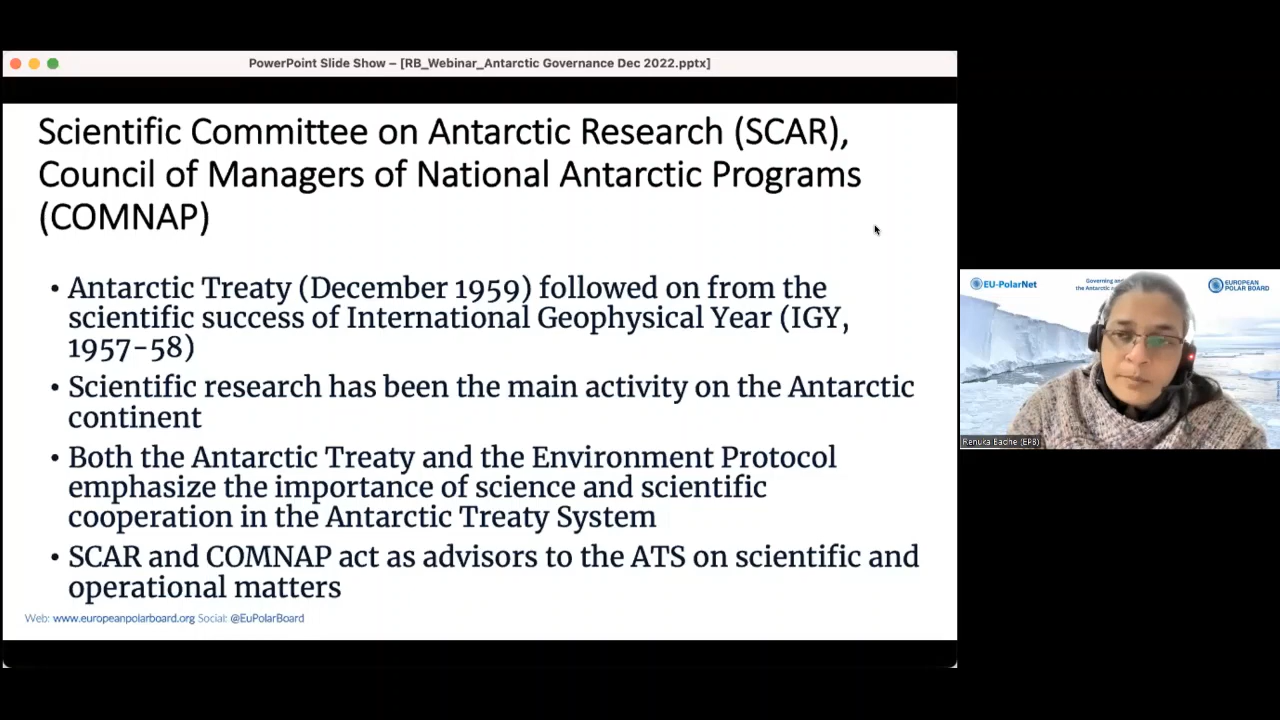 PowerPoint Slide Show – [RB_Webinar_Antarctic Governance Dec 2022.pptx]
Scientific Committee on Antarctic Research (SCAR),
Council of Managers of National Antarctic Programs
(COMNAP)
• Antarctic Treaty (December 1959) followed on from the
scientific success of International Geophysical Year (IGY,
1957-58)
• Scientific research has been the main activity on the Antarctic
continent
• Both the Antarctic Treaty and the Environment Protocol
emphasize the importance of science and scientific
cooperation in the Antarctic Treaty System
• SCAR and COMNAP act as advisors to the ATS on scientific and
operational matters
Web: www.europeanpolarboard.org Social: @EuPolarBoard
EU-PolarNet
Governing
the Antarctic
EUROPEAN
POLAR BOARD
Renuka Badhe (EPB)